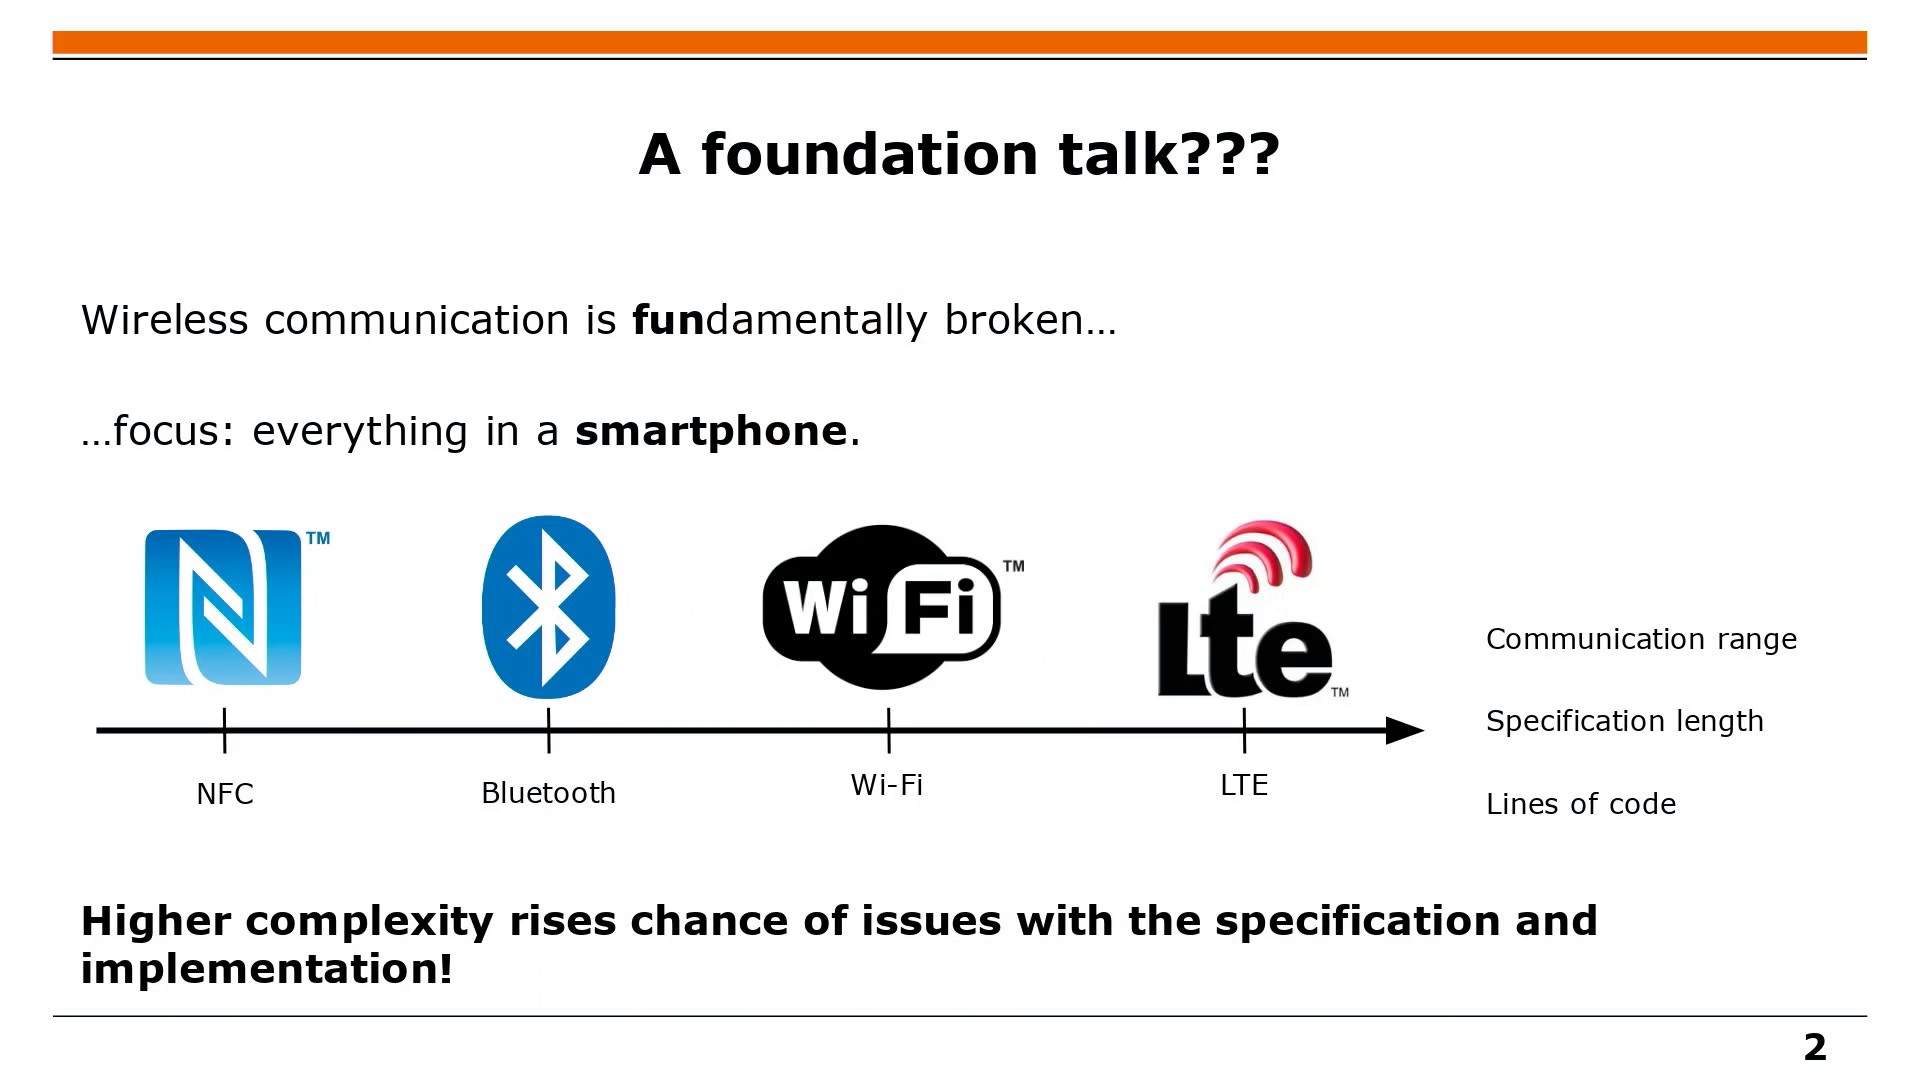 A foundation talk???
Wireless communication is fundamentally broken…
…focus: everything in a smartphone.
TM
Wi Fi TM
Lte TM
Communication range
Specification length
Lines of code
NFC
Bluetooth
Wi-Fi
LTE
Higher complexity rises chance of issues with the specification and
implementation!
2